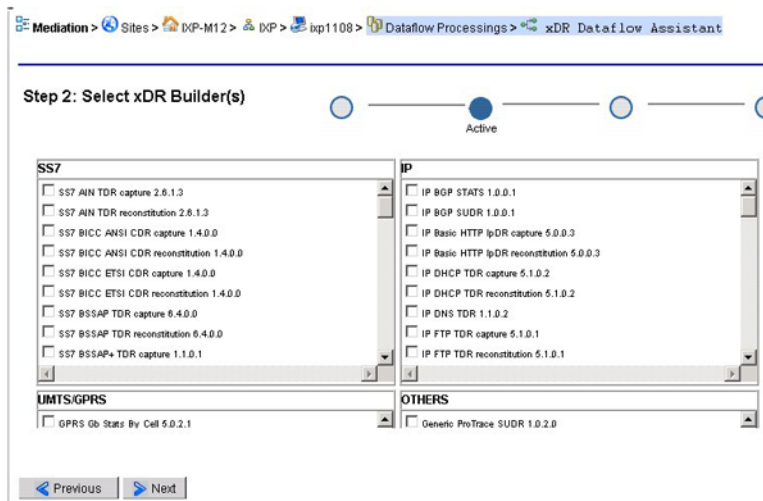 Mediation > Sites > IXP-M12 > IXP > ixp1108 > Dataflow Processings > xDR Dataflow Assistant
Step 2: Select xDR Builder(s)
Active
SS7
SS7 AIN TDR capture 2.6.1.3
SS7 AIN TDR reconstitution 2.6.1.3
SS7 BICC ANSI CDR capture 1.4.0.0
SS7 BICC ANSI CDR reconstitution 1.4.0.0
SS7 BICC ETSI CDR capture 1.4.0.0
SS7 BICC ETSI CDR reconstitution 1.4.0.0
SS7 BSSAP TDR capture 6.4.0.0
SS7 BSSAP TDR reconstitution 6.4.0.0
SS7 BSSAP+ TDR capture 1.1.0.1
IP
IP BGP STATS 1.0.0.1
IP BGP SUDR 1.0.0.1
IP Basic HTTP IpDR capture 5.0.0.3
IP Basic HTTP IpDR reconstitution 5.0.0.3
IP DHCP TDR capture 5.1.0.2
IP DHCP TDR reconstitution 5.1.0.2
IP DNS TDR 1.1.0.2
IP FTP TDR capture 5.1.0.1
IP FTP TDR reconstitution 5.1.0.1
UMTS/GPRS
GPRS Gb Stats By Cell 5.0.2.1
OTHERS
Generic ProTrace SUDR 1.0.2.0
Previous
Next